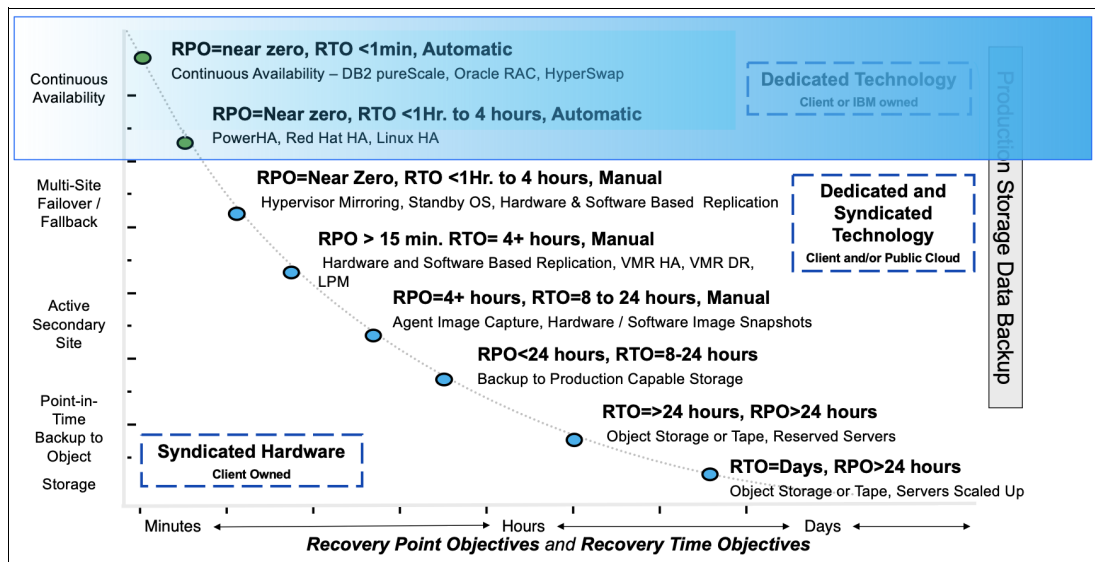 RPO=near zero, RTO <1min, Automatic
Continuous Availability – DB2 pureScale, Oracle RAC, HyperSwap
Continuous
Availability
Dedicated Technology
Client or IBM owned
RPO=Near zero, RTO <1Hr. to 4 hours, Automatic
PowerHA, Red Hat HA, Linux HA
Production Storage Data Backup
Multi-Site
Failover /
Fallback
RPO=Near Zero, RTO <1Hr. to 4 hours, Manual
Hypervisor Mirroring, Standby OS, Hardware & Software Based Replication
Dedicated and
Syndicated
Technology
Client and/or Public Cloud
RPO > 15 min. RTO= 4+ hours, Manual
Hardware and Software Based Replication, VMR HA, VMR DR,
LPM
Active
Secondary
Site
RPO=4+ hours, RTO=8 to 24 hours, Manual
Agent Image Capture, Hardware / Software Image Snapshots
RPO<24 hours, RTO=8-24 hours
Backup to Production Capable Storage
Point-in-
Time
Backup to
Object
Storage
RTO=>24 hours, RPO>24 hours
Object Storage or Tape, Reserved Servers
Syndicated Hardware
Client Owned
RTO=Days, RPO>24 hours
Object Storage or Tape, Servers Scaled Up
Minutes
Hours
Days
Recovery Point Objectives and Recovery Time Objectives